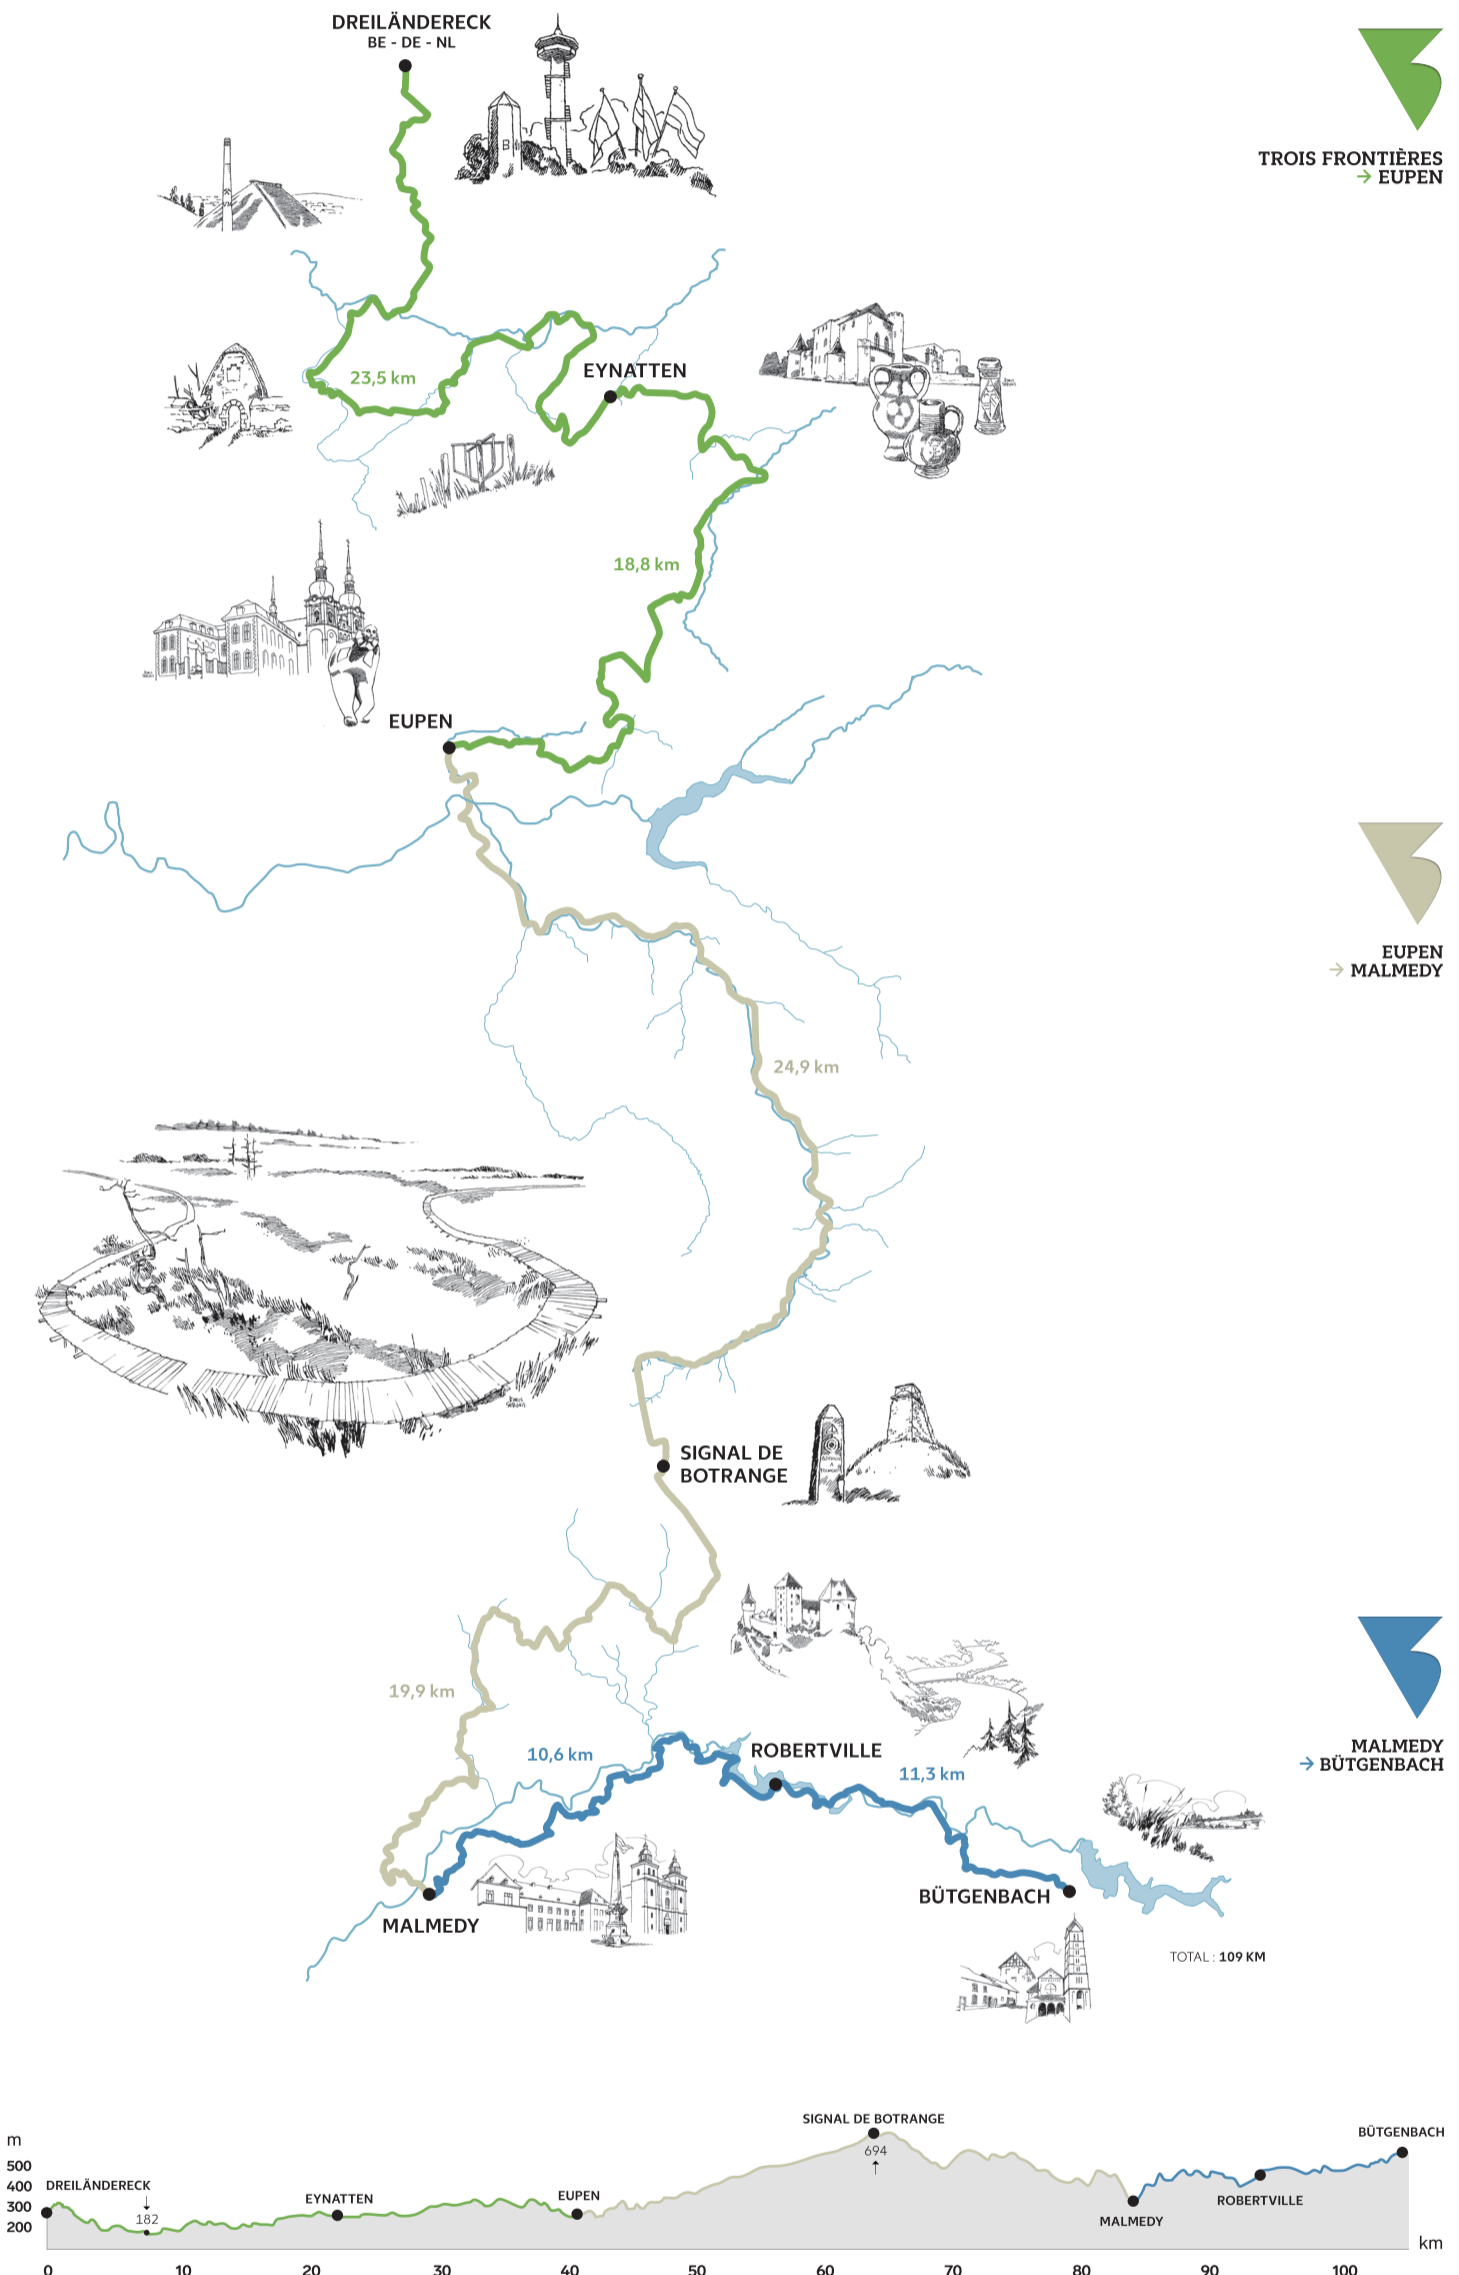 DREILÄNDERECK
BE - DE - NL
B
TROIS FRONTIÈRES
→ EUPEN
23,5 km
EYNATTEN
18,8 km
EUPEN
EUPEN
→ MALMEDY
24,9 km
SIGNAL DE
BOTRANGE
19,9 km
10,6 km
ROBERTVILLE
11,3 km
MALMEDY
→ BÜTGENBACH
BÜTGENBACH
MALMEDY
TOTAL : 109 KM
SIGNAL DE BOTRANGE
694
BÜTGENBACH
m
500
400
300
200
DREILÄNDERECK
182
EYNATTEN
EUPEN
MALMEDY
ROBERTVILLE
km
0 10 20 30 40 50 60 70 80 90 100